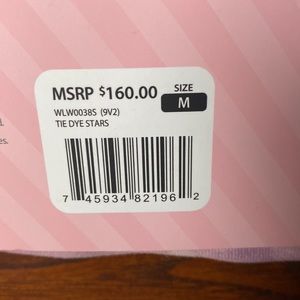 MSRP $160.00
SIZE
M
WLW0038S (9V2)
TIE DYE STARS
7 45934 82196 2